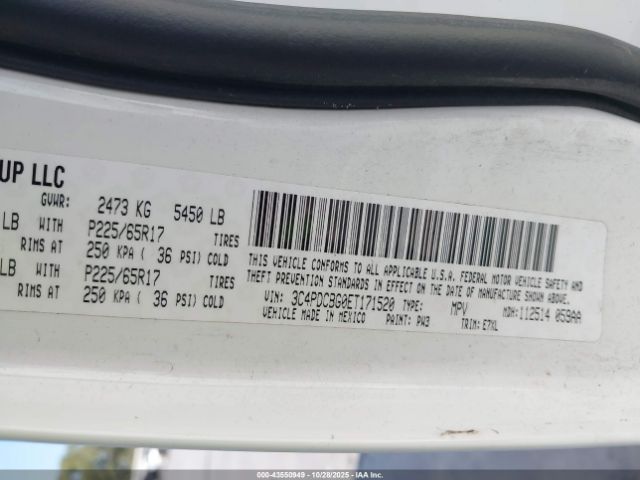 UP LLC
GVWR: 2473 KG 5450 LB
LB WITH P225/65R17 TIRES
RIMS AT 250 KPA ( 36 PSI) COLD
LB WITH P225/65R17 TIRES
RIMS AT 250 KPA ( 36 PSI) COLD
THIS VEHICLE CONFORMS TO ALL APPLICABLE U.S.A. FEDERAL MOTOR VEHICLE SAFETY AND
THEFT PREVENTION STANDARDS IN EFFECT ON THE DATE OF MANUFACTURE SHOWN ABOVE.
VIN: 3C4PDCBG0ET171520 TYPE: MPV MDH: 112514 059AA
VEHICLE MADE IN MEXICO PAINT: PW3 TRIM: E7XL
000-43550949 | 10/28/2025 | IAA Inc.